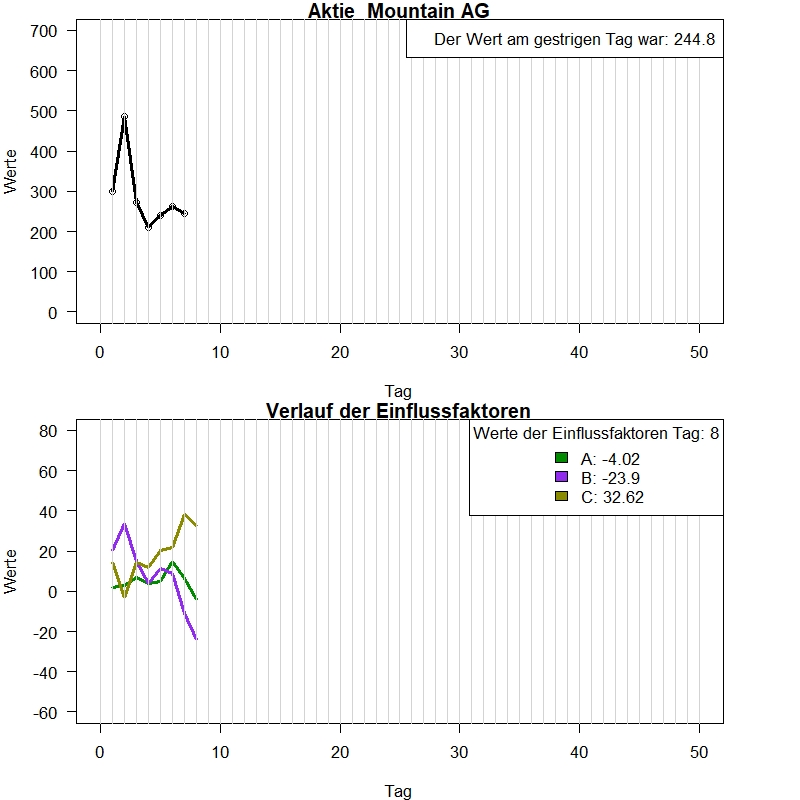 Aktie  Mountain AG
Der Wert am gestrigen Tag war: 244.8
Werte
700
600
500
400
300
200
100
0
0 10 20 30 40 50
Tag
Verlauf der Einflussfaktoren
Werte der Einflussfaktoren Tag: 8
A: -4.02
B: -23.9
C: 32.62
Werte
80
60
40
20
0
-20
-40
-60
0 10 20 30 40 50
Tag